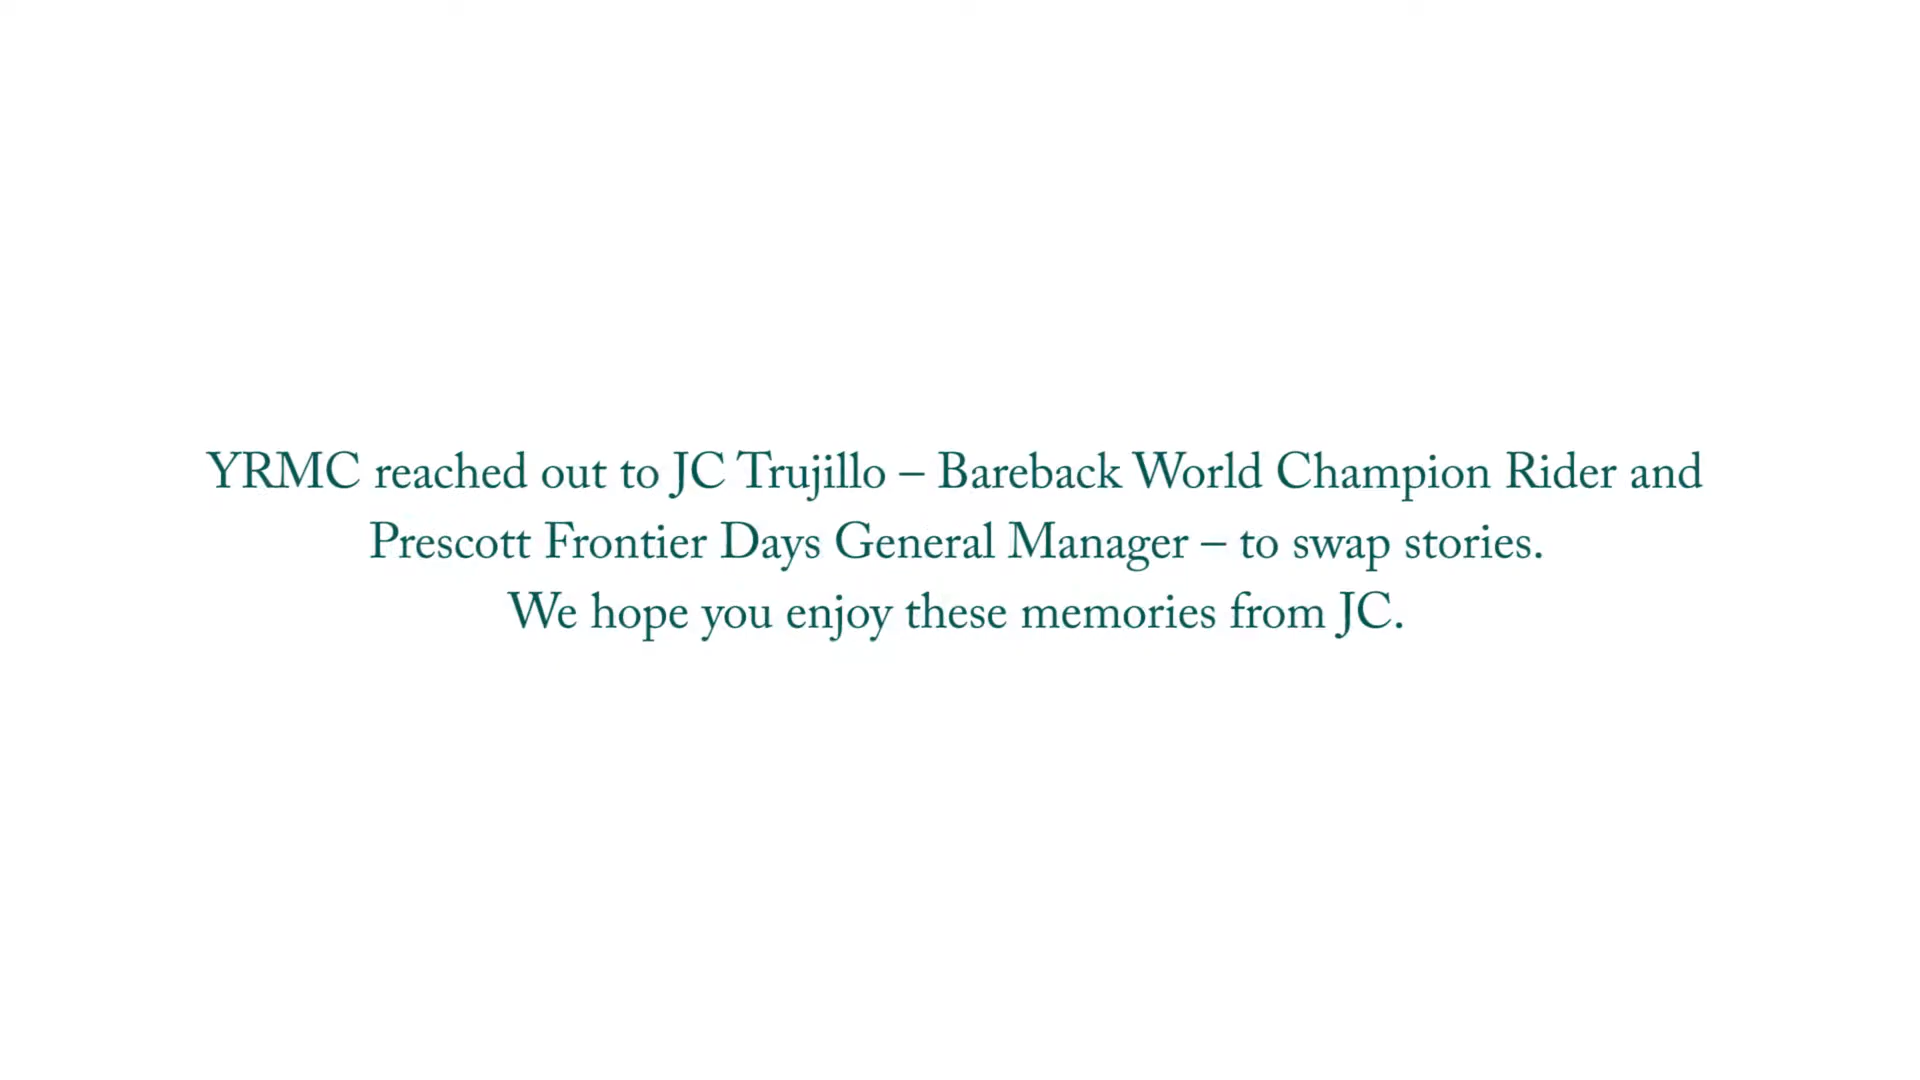 YRMC reached out to JC Trujillo – Bareback World Champion Rider and
Prescott Frontier Days General Manager – to swap stories.
We hope you enjoy these memories from JC.